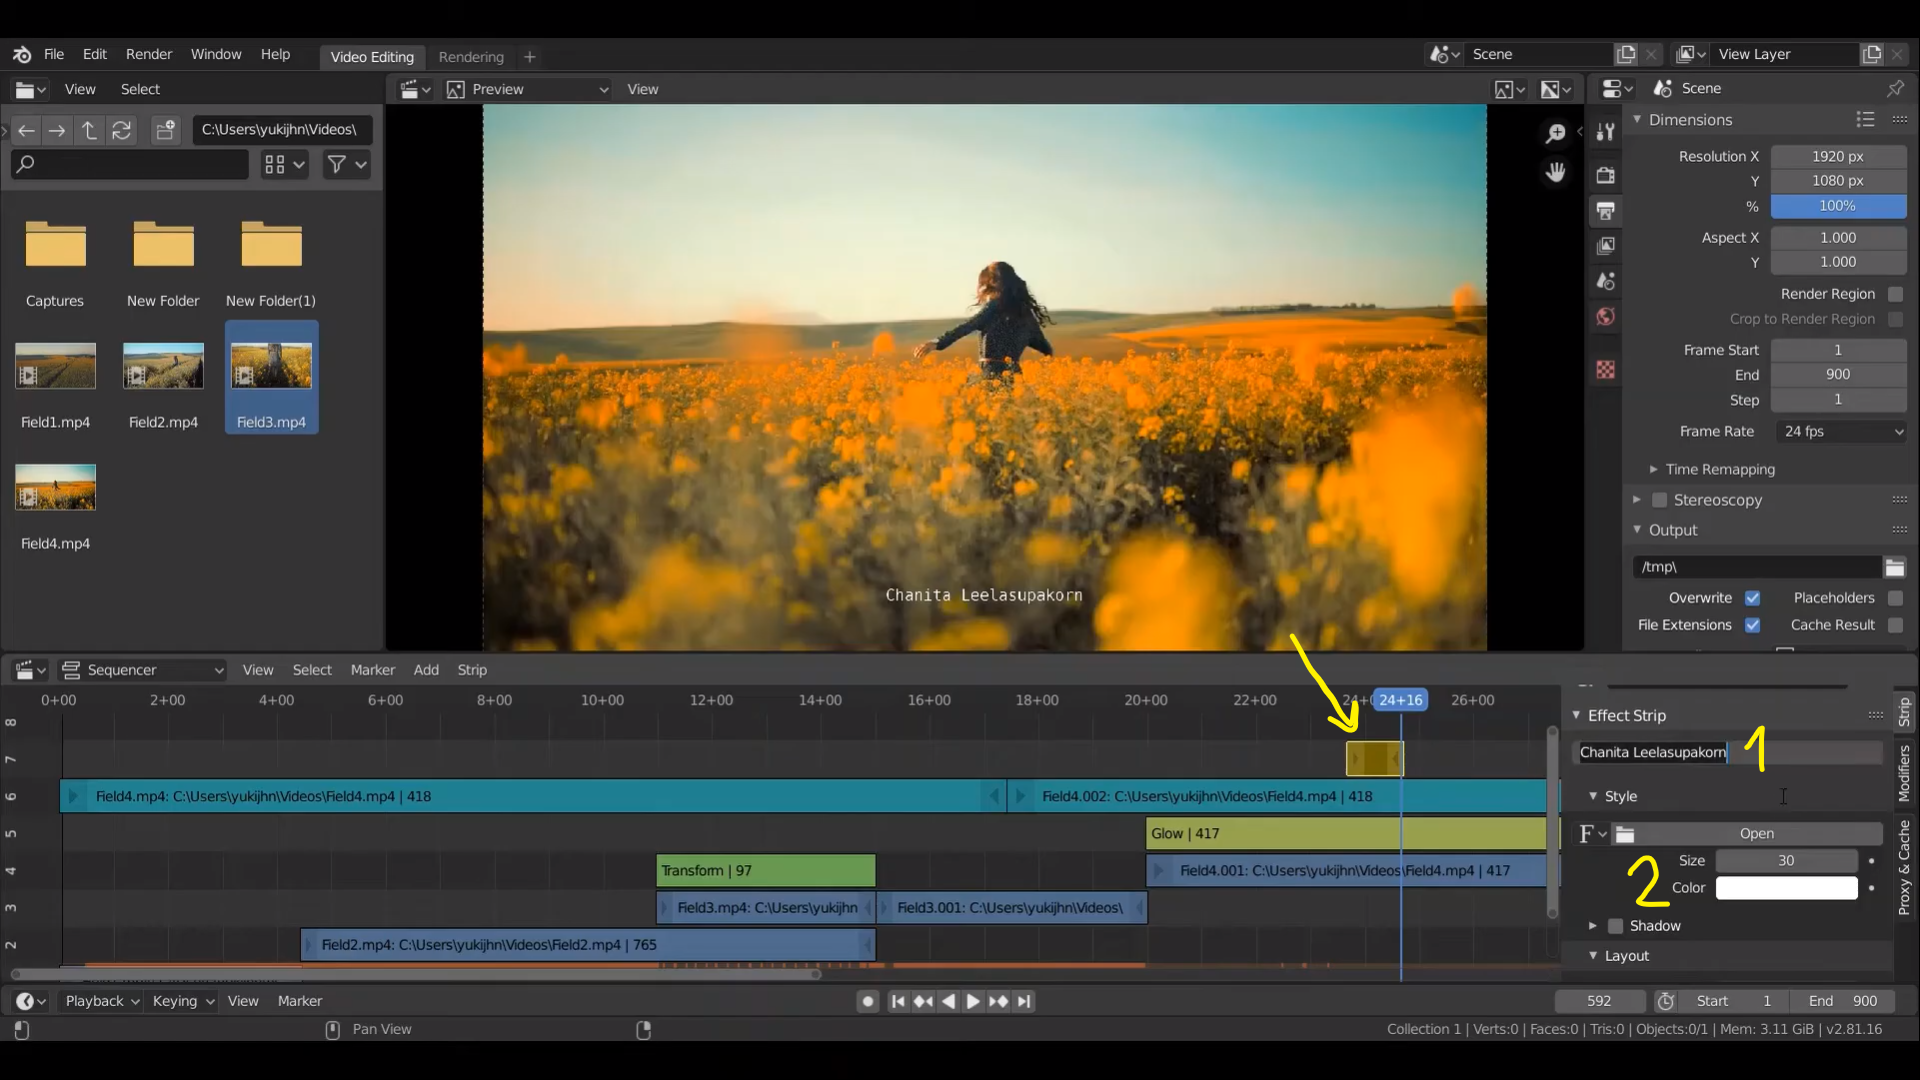 File Edit Render Window Help Video Editing Rendering + Scene View Layer
View Select Preview View Scene
C:\Users\yukijhn\Videos\
Captures New Folder New Folder(1)
Field1.mp4 Field2.mp4 Field3.mp4
Field4.mp4
Chanita Leelasupakorn
Dimensions
Resolution X 1920 px
Y 1080 px
% 100%
Aspect X 1.000
Y 1.000
Render Region
Crop to Render Region
Frame Start 1
End 900
Step 1
Frame Rate 24 fps
Time Remapping
Stereoscopy
Output
/tmp\
Overwrite Placeholders
File Extensions Cache Result
Sequencer View Select Marker Add Strip
0+00 2+00 4+00 6+00 8+00 10+00 12+00 14+00 16+00 18+00 20+00 22+00 24+16 26+00
8
7
6 Field4.mp4: C:\Users\yukijhn\Videos\Field4.mp4 | 418 Field4.002: C:\Users\yukijhn\Videos\Field4.mp4 | 418
5 Glow | 417
4 Transform | 97 Field4.001: C:\Users\yukijhn\Videos\Field4.mp4 | 417
3 Field3.mp4: C:\Users\yukijhn Field3.001: C:\Users\yukijhn\Videos\
2 Field2.mp4: C:\Users\yukijhn\Videos\Field2.mp4 | 765
Effect Strip
Chanita Leelasupakorn 1
Style
F Open
Size 30
2 Color
Shadow
Layout
Strip
Modifiers
Proxy & Cache
Playback Keying View Marker 592 Start 1 End 900
Pan View Collection 1 | Verts:0 | Faces:0 | Tris:0 | Objects:0/1 | Mem: 3.11 GiB | v2.81.16